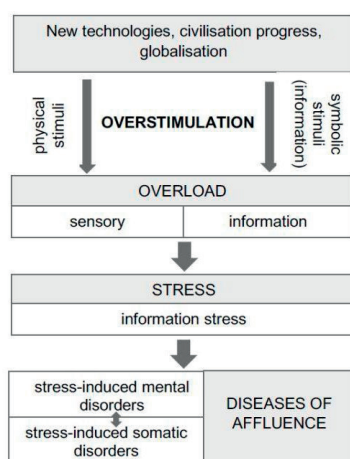 New technologies, civilisation progress,
globalisation
physical
stimuli
OVERSTIMULATION
symbolic
stimuli
(information)
OVERLOAD
sensory
information
STRESS
information stress
stress-induced mental
disorders
stress-induced somatic
disorders
DISEASES OF
AFFLUENCE